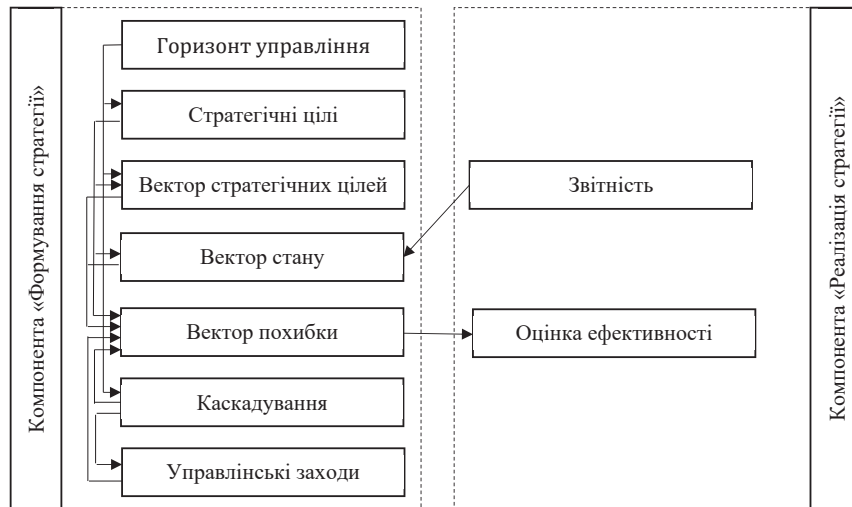 Компонента «Формування стратегії»
Горизонт управління
Стратегічні цілі
Вектор стратегічних цілей
Вектор стану
Вектор похибки
Каскадування
Управлінські заходи
Звітність
Оцінка ефективності
Компонента «Реалізація стратегії»